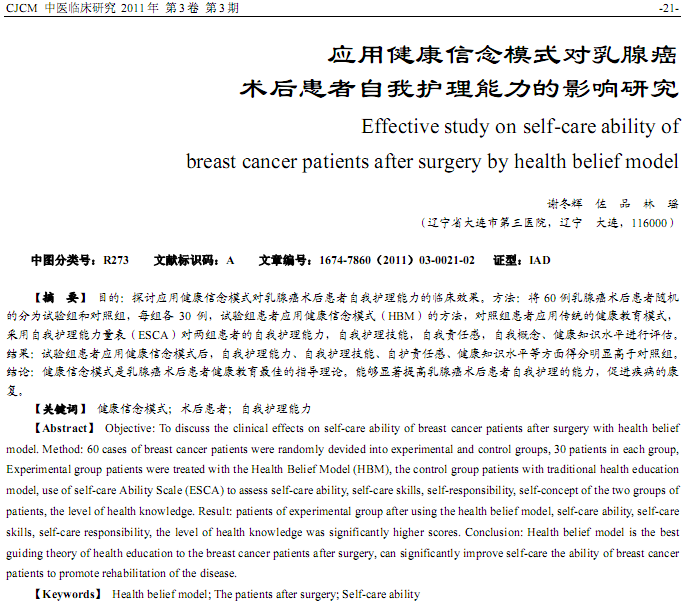 CJCM 中医临床研究 2011 年 第 3 卷 第 3 期 -21-
应用健康信念模式对乳腺癌
术后患者自我护理能力的影响研究
Effective study on self-care ability of
breast cancer patients after surgery by health belief model
谢冬辉 佐 品 林 瑶
（辽宁省大连市第三医院，辽宁 大连，116000）
中图分类号：R273 文献标识码：A 文章编号：1674-7860（2011）03-0021-02 证型：IAD
【摘 要】 目的：探讨应用健康信念模式对乳腺癌术后患者自我护理能力的临床效果。方法：将 60 例乳腺癌术后患者随机
的分为试验组和对照组，每组各 30 例，试验组患者应用健康信念模式（HBM）的方法，对照组患者应用传统的健康教育模式，
采用自我护理能力量表（ESCA）对两组患者的自我护理能力，自我护理技能，自我责任感，自我概念、健康知识水平进行评估。
结果：试验组患者应用健康信念模式后，自我护理能力、自我护理技能、自护责任感、健康知识水平等方面得分明显高于对照组。
结论：健康信念模式是乳腺癌术后患者健康教育最佳的指导理论。能够显著提高乳腺癌术后患者自我护理的能力，促进疾病的康
复。
【关键词】 健康信念模式；术后患者；自我护理能力
【Abstract】 Objective: To discuss the clinical effects on self-care ability of breast cancer patients after surgery with health belief
model. Method: 60 cases of breast cancer patients were randomly devided into experimental and control groups, 30 patients in each group,
Experimental group patients were treated with the Health Belief Model (HBM), the control group patients with traditional health education
model, use of self-care Ability Scale (ESCA) to assess self-care ability, self-care skills, self-responsibility, self-concept of the two groups of
patients, the level of health knowledge. Result: patients of experimental group after using the health belief model, self-care ability, self-care
skills, self-care responsibility, the level of health knowledge was significantly higher scores. Conclusion: Health belief model is the best
guiding theory of health education to the breast cancer patients after surgery, can significantly improve self-care the ability of breast cancer
patients to promote rehabilitation of the disease.
【Keywords】 Health belief model; The patients after surgery; Self-care ability